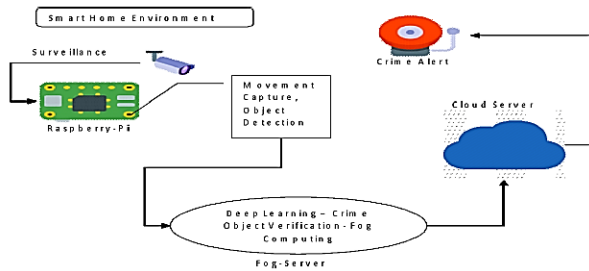 Smart Home Environment
Surveillance
Raspberry-Pi
Movement
Capture,
Object
Detection
Crime Alert
Cloud Server
Deep Learning – Crime
Object Verification - Fog
Computing
Fog-Server